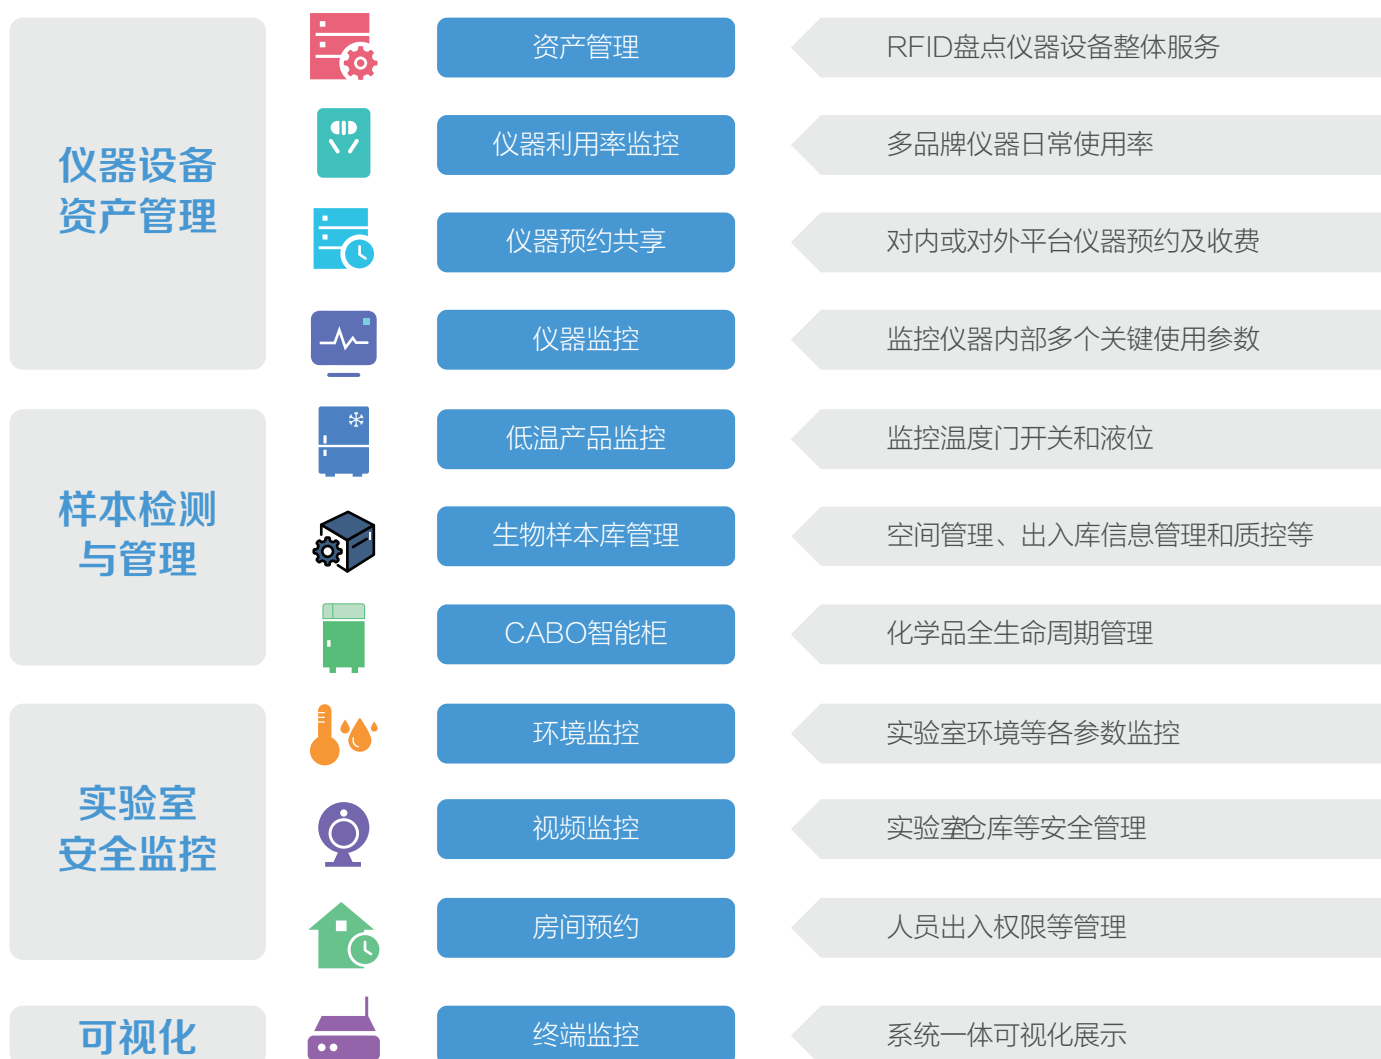 仪器设备
资产管理
资产管理
RFID盘点仪器设备整体服务
仪器利用率监控
多品牌仪器日常使用率
仪器预约共享
对内或对外平台仪器预约及收费
仪器监控
监控仪器内部多个关键使用参数
样本检测
与管理
低温产品监控
监控温度门开关和液位
生物样本库管理
空间管理、出入库信息管理和质控等
CABO智能柜
化学品全生命周期管理
实验室
安全监控
环境监控
实验室环境等各参数监控
视频监控
实验室/仓库等安全管理
房间预约
人员出入权限等管理
可视化
终端监控
系统一体可视化展示